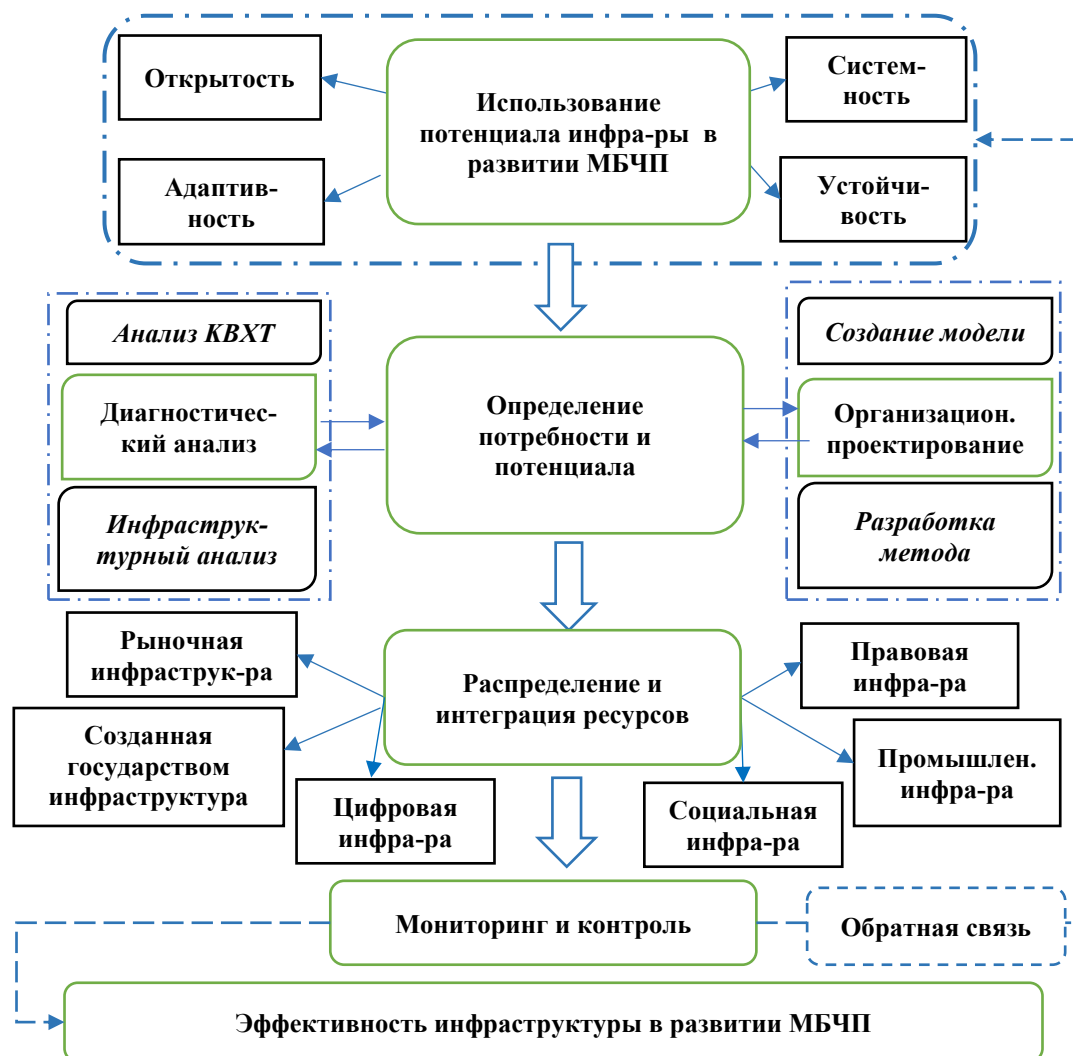 Открытость
Использование
потенциала инфра-ры в
развитии МБЧП
Систем-
ность
Адаптив-
ность
Устойчи-
вость
Анализ КВХТ
Диагностичес-
кий анализ
Инфраструк-
турный анализ
Определение
потребности и
потенциала
Создание модели
Организацион.
проектирование
Разработка
метода
Рыночная
инфраструк-ра
Созданная
государством
инфраструктура
Цифровая
инфра-ра
Распределение и
интеграция ресурсов
Социальная
инфра-ра
Правовая
инфра-ра
Промышлен.
инфра-ра
Мониторинг и контроль
Обратная связь
Эффективность инфраструктуры в развитии МБЧП